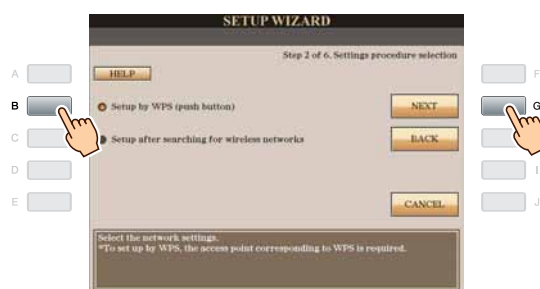 SETUP WIZARD
Step 2 of 6. Settings procedure selection
HELP
A
F
B
Setup by WPS (push button)
NEXT
G
C
Setup after searching for wireless networks
BACK
D
I
E
CANCEL
J
Select the network settings.
*To set up by WPS, the access point corresponding to WPS is required.